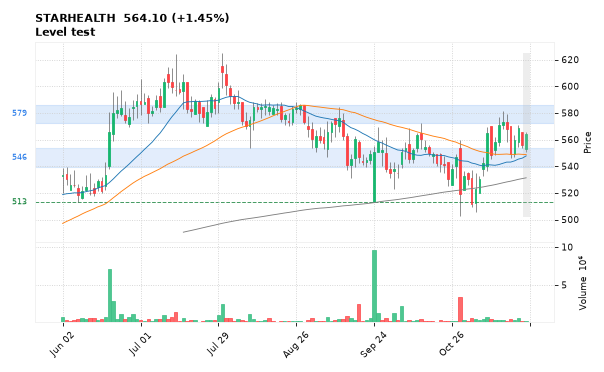 STARHEALTH 564.10 (+1.45%)
Level test
620
600
580
560
540
520
500
Price
579
546
513
10
5
Volume 10⁶
Jun 02
Jul 01
Jul 29
Aug 26
Sep 24
Oct 26